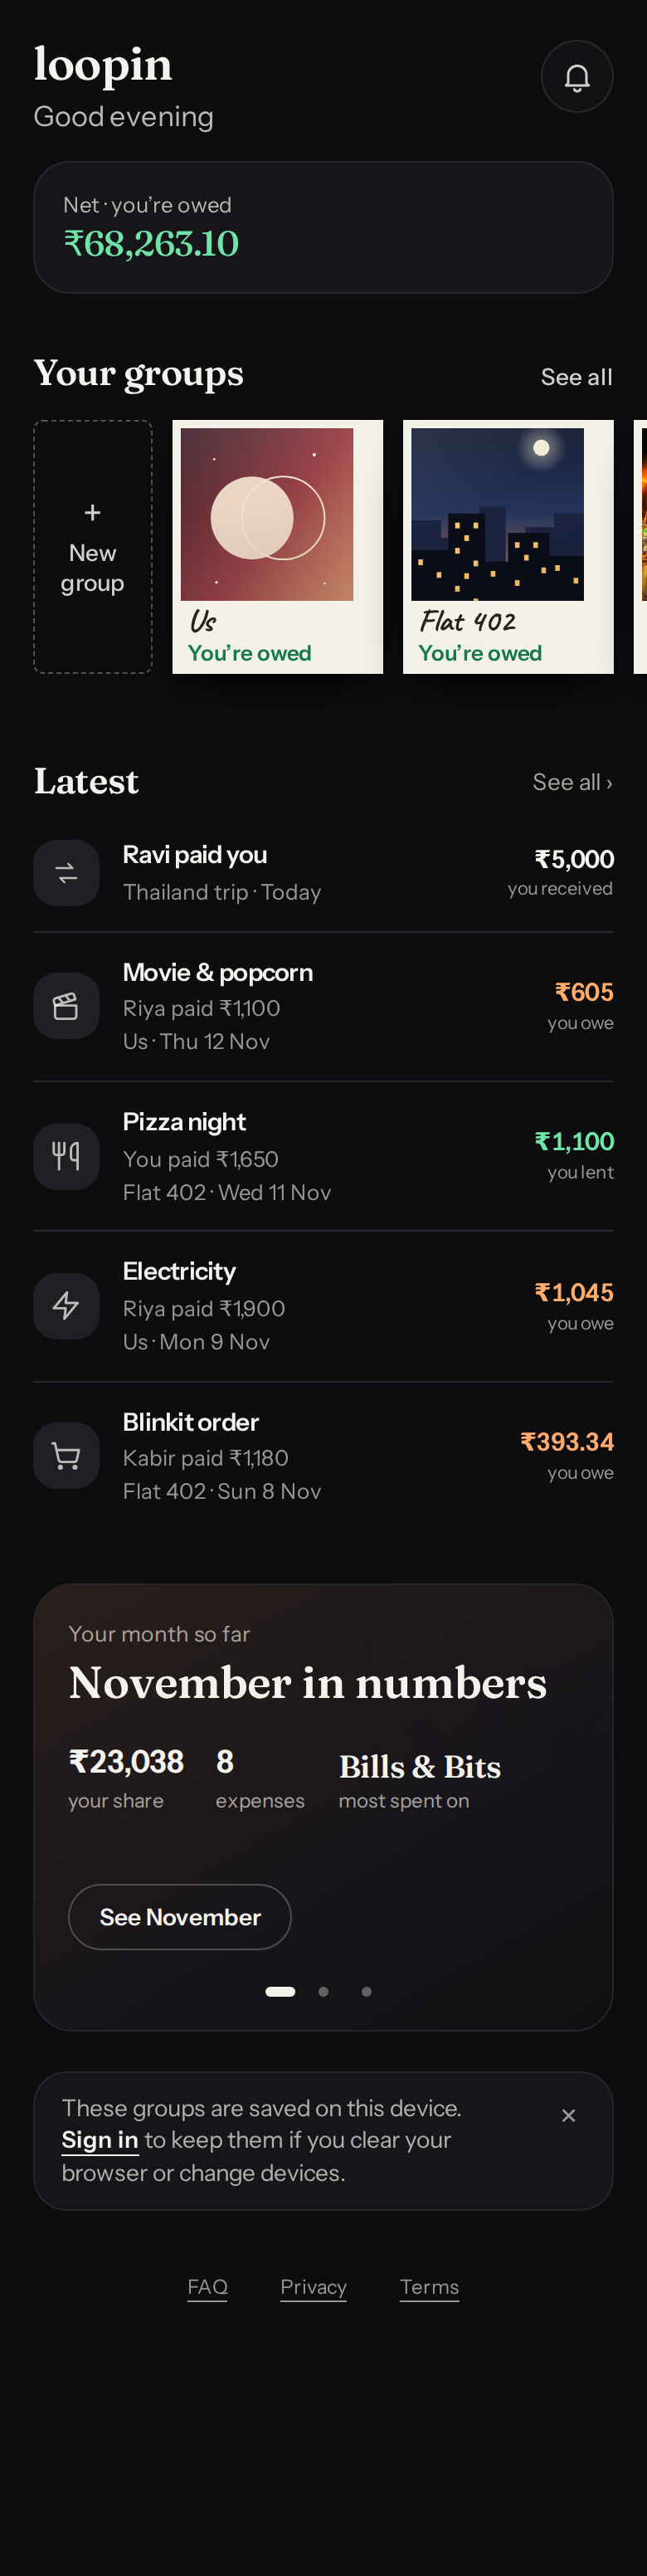 loopin
Good evening
Net · you’re owed
₹68,263.10
Your groups
See all
+
New
group
Us
You’re owed
Flat 402
You’re owed
Latest
See all ›
Ravi paid you
Thailand trip · Today
₹5,000
you received
Movie & popcorn
Riya paid ₹1,100
Us · Thu 12 Nov
₹605
you owe
Pizza night
You paid ₹1,650
Flat 402 · Wed 11 Nov
₹1,100
you lent
Electricity
Riya paid ₹1,900
Us · Mon 9 Nov
₹1,045
you owe
Blinkit order
Kabir paid ₹1,180
Flat 402 · Sun 8 Nov
₹393.34
you owe
Your month so far
November in numbers
₹23,038
your share
8
expenses
Bills & Bits
most spent on
See November
These groups are saved on this device.
Sign in to keep them if you clear your
browser or change devices.
×
FAQ
Privacy
Terms